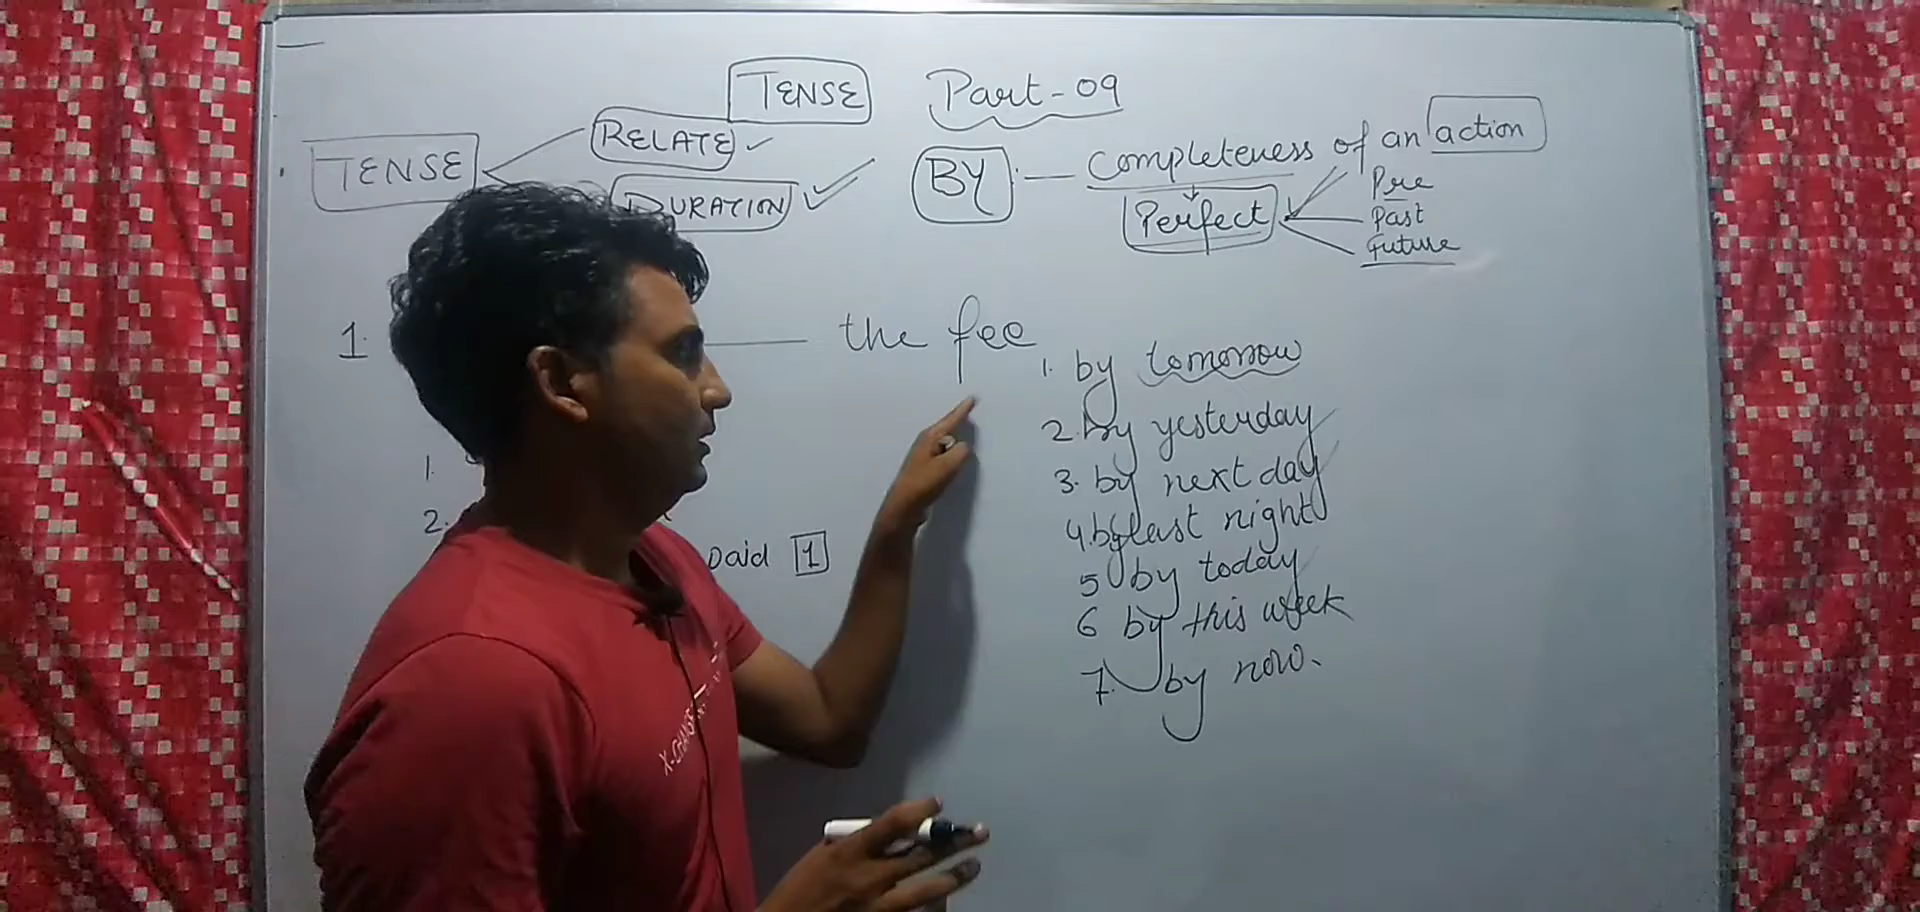 TENSE Part-09
TENSE
RELATE
DURATION
BY — Completeness of an action
Perfect
Pre
Past
Future
1. the fee
1. by tomorrow
2. by yesterday
3. by next day
4. by last night
5 by today
6 by this week
7. by now.
1.
2.
paid 1
X-CHANGE